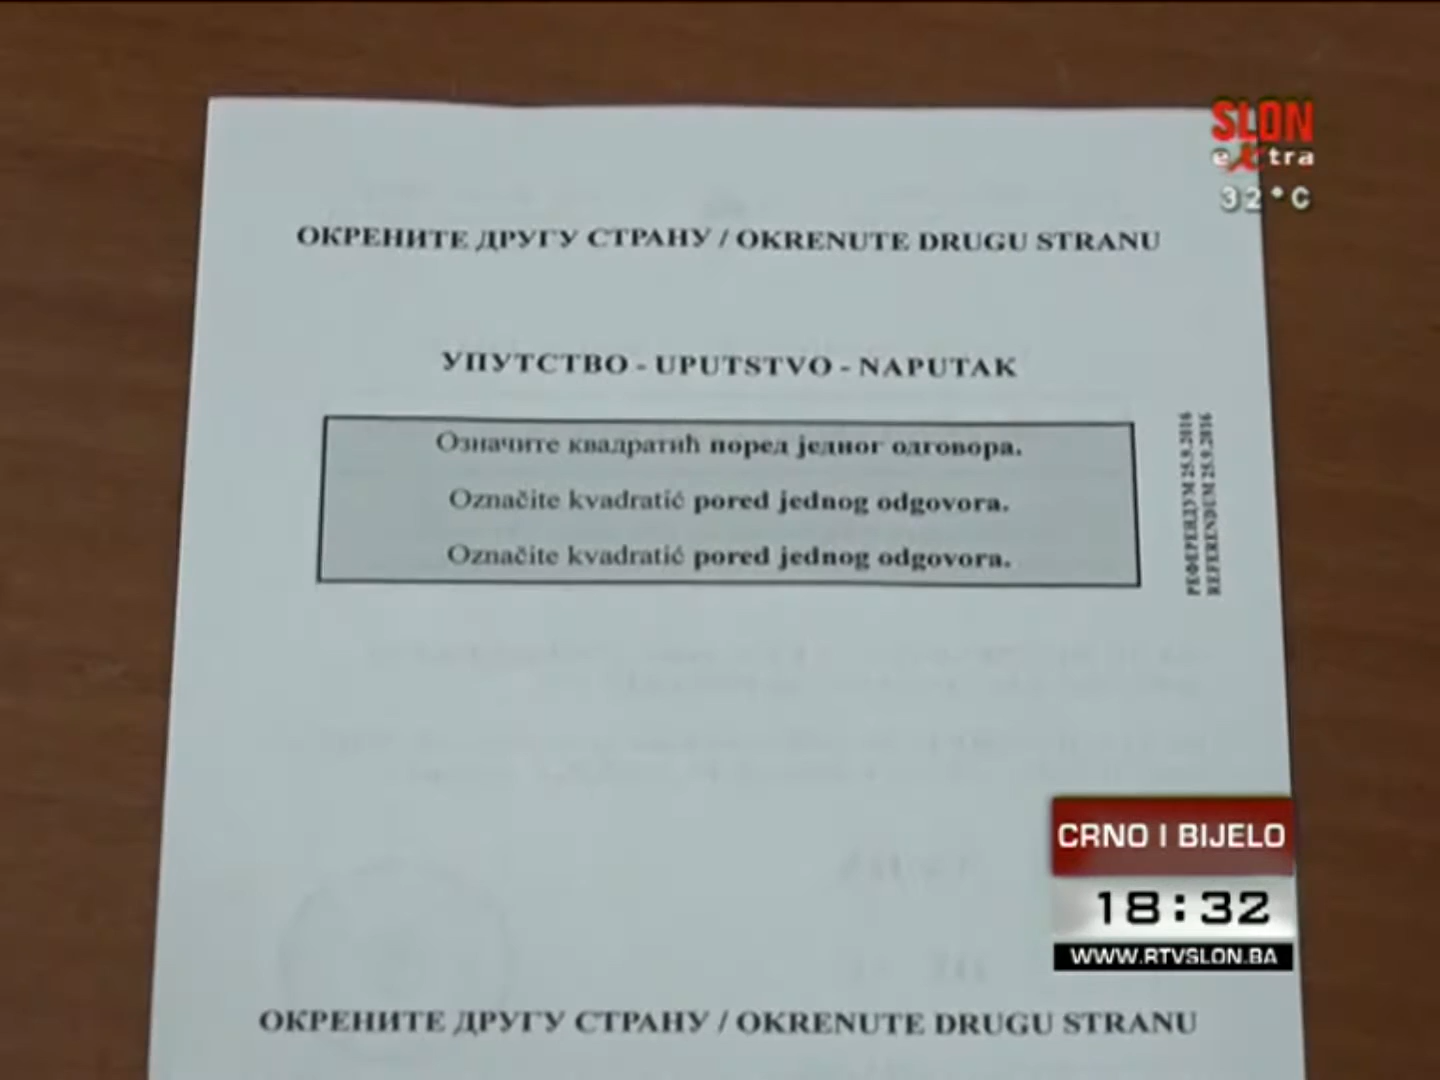 SLON
extra
32°C
ОКРЕНИТЕ ДРУГУ СТРАНУ / OKRENUTE DRUGU STRANU
УПУТСТВО - UPUTSTVO - NAPUTAK
Означите квадратић поред једног одговора.
Označite kvadratić pored jednog odgovora.
Označite kvadratić pored jednog odgovora.
РЕФЕРЕНДУМ 25.9.2016
REFERENDUM 25.9.2016
CRNO I BIJELO
18:32
WWW.RTVSLON.BA
ОКРЕНИТЕ ДРУГУ СТРАНУ / OKRENUTE DRUGU STRANU